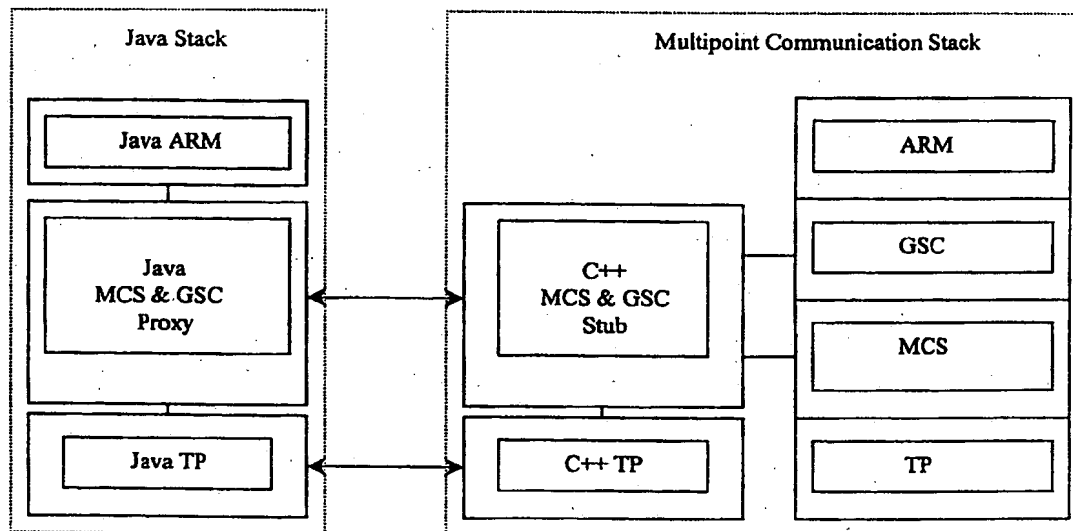 Java Stack
Multipoint Communication Stack
Java ARM
ARM
Java
MCS & GSC
Proxy
C++
MCS & GSC
Stub
GSC
MCS
Java TP
C++ TP
TP